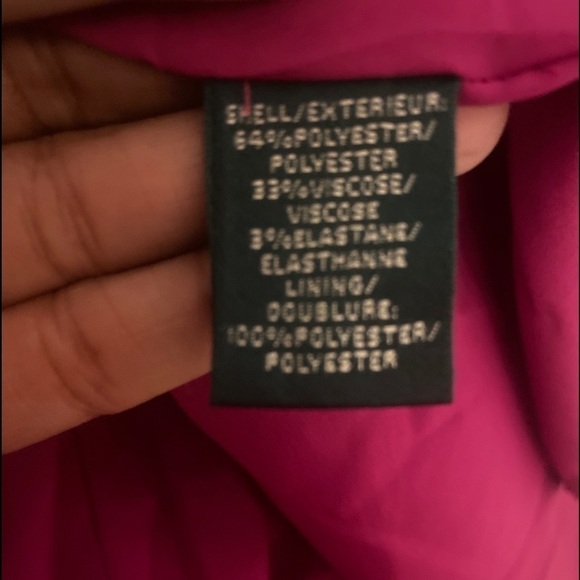 SHELL/EXTERIEUR:
64%POLYESTER/
POLYESTER
33%VISCOSE/
VISCOSE
3%ELASTANE/
ELASTHANNE
LINING/
DOUBLURE:
100%POLYESTER/
POLYESTER